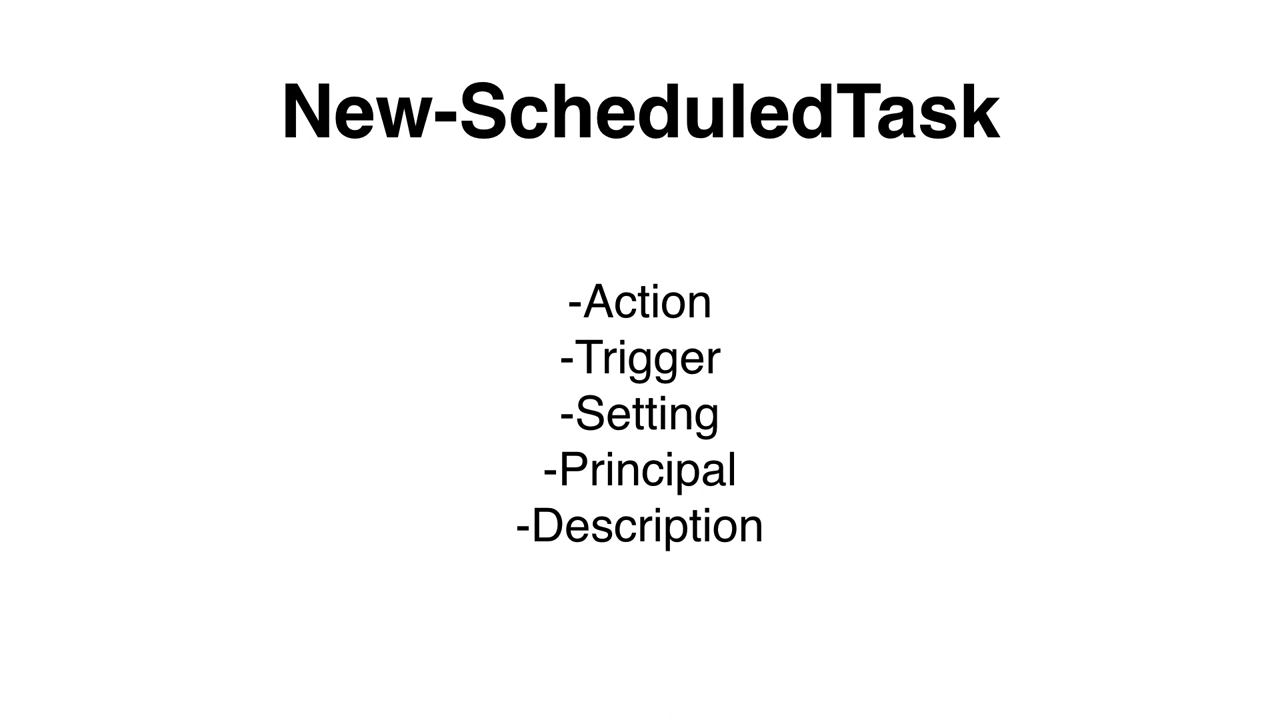 New-ScheduledTask
-Action
-Trigger
-Setting
-Principal
-Description